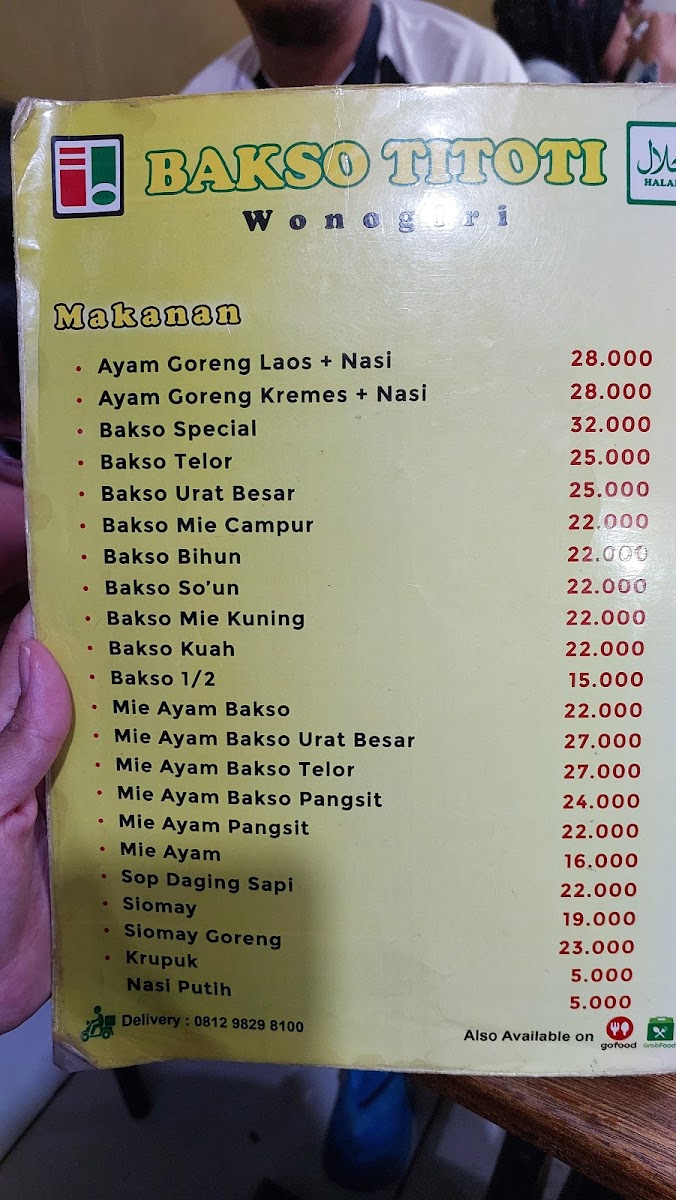 BAKSO TITOTI
Wonogiri
حلال
HALAL
Makanan
Ayam Goreng Laos + Nasi 28.000
Ayam Goreng Kremes + Nasi 28.000
Bakso Special 32.000
Bakso Telor 25.000
Bakso Urat Besar 25.000
Bakso Mie Campur 22.000
Bakso Bihun 22.000
Bakso So'un 22.000
Bakso Mie Kuning 22.000
Bakso Kuah 22.000
Bakso 1/2 15.000
Mie Ayam Bakso 22.000
Mie Ayam Bakso Urat Besar 27.000
Mie Ayam Bakso Telor 27.000
Mie Ayam Bakso Pangsit 24.000
Mie Ayam Pangsit 22.000
Mie Ayam 16.000
Sop Daging Sapi 22.000
Siomay 19.000
Siomay Goreng 23.000
Krupuk 5.000
Nasi Putih 5.000
Delivery : 0812 9829 8100
Also Available on
gofood
GrabFood